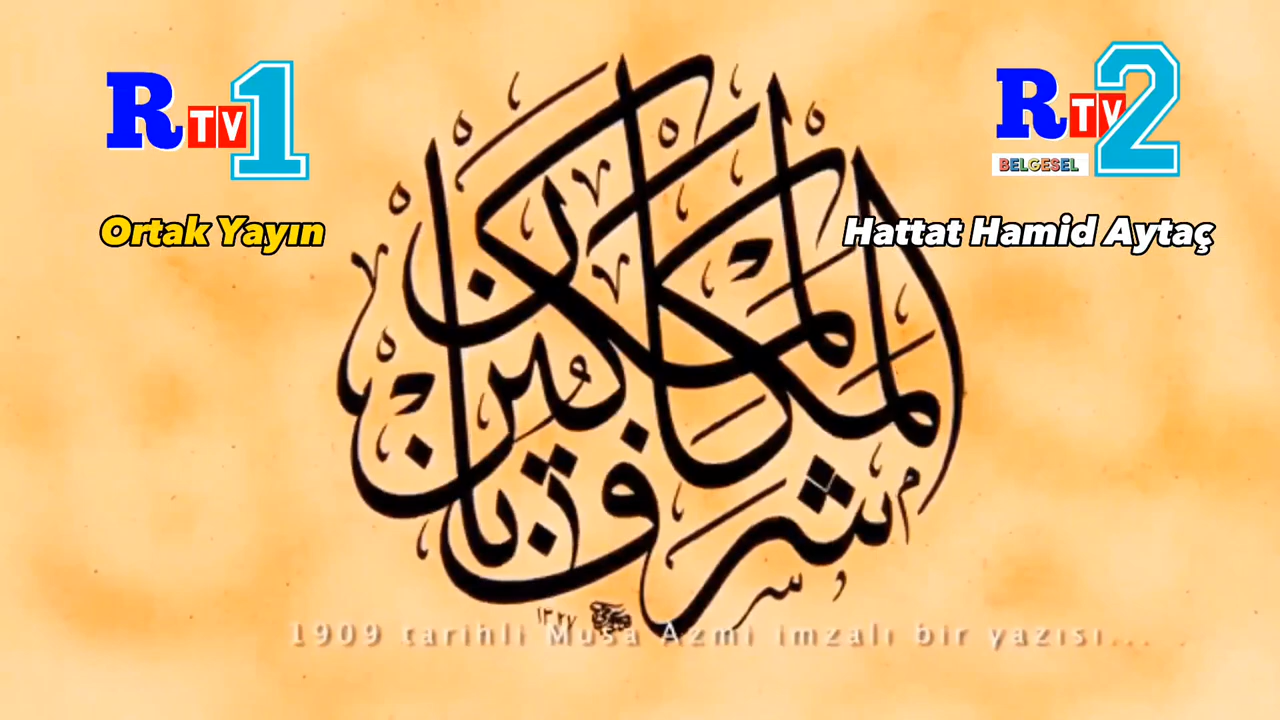 RTV1
RTV2
BELGESEL
Ortak Yayın
Hattat Hamid Aytaç
شرف المكان بالمكين
١٣٢٧
1909 tarihli Musa Azmi imzalı bir yazısı...